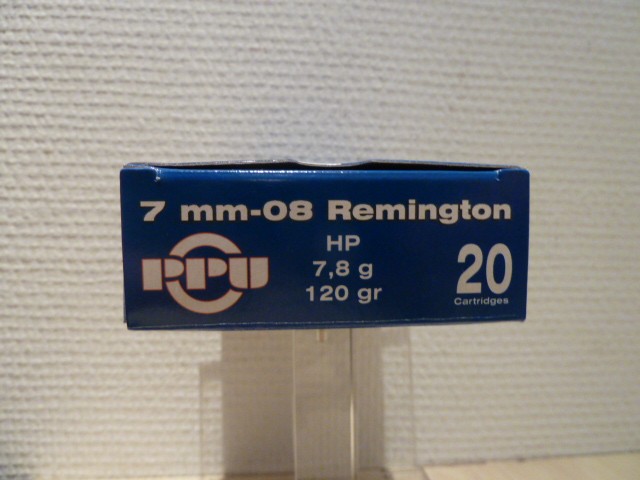 7 mm-08 Remington
PPU
HP
7,8 g
120 gr
20
Cartridges